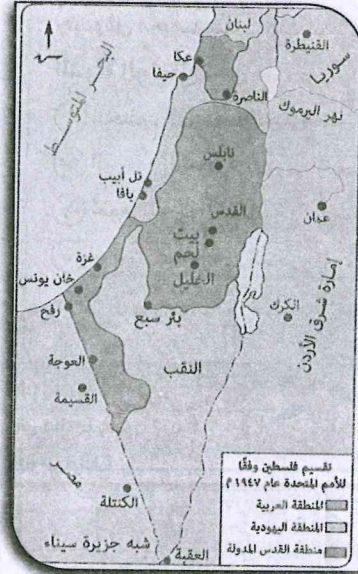 لبنان
سوريا
القنيطرة
عكا
حيفا
الناصرة
نهر اليرموك
البحر المتوسط
نابلس
تل أبيب
يافا
القدس
عمان
بيت
لحم
الخليل
غزة
خان يونس
رفح
بئر سبع
الكرك
إمارة شرق الأردن
العوجة
النقب
القسيمة
مصر
الكنتلة
شبه جزيرة سيناء
العقبة
تقسيم فلسطين وفقًا
للأمم المتحدة عام ١٩٤٧ م
المنطقة العربية
المنطقة اليهودية
منطقة القدس المدولة